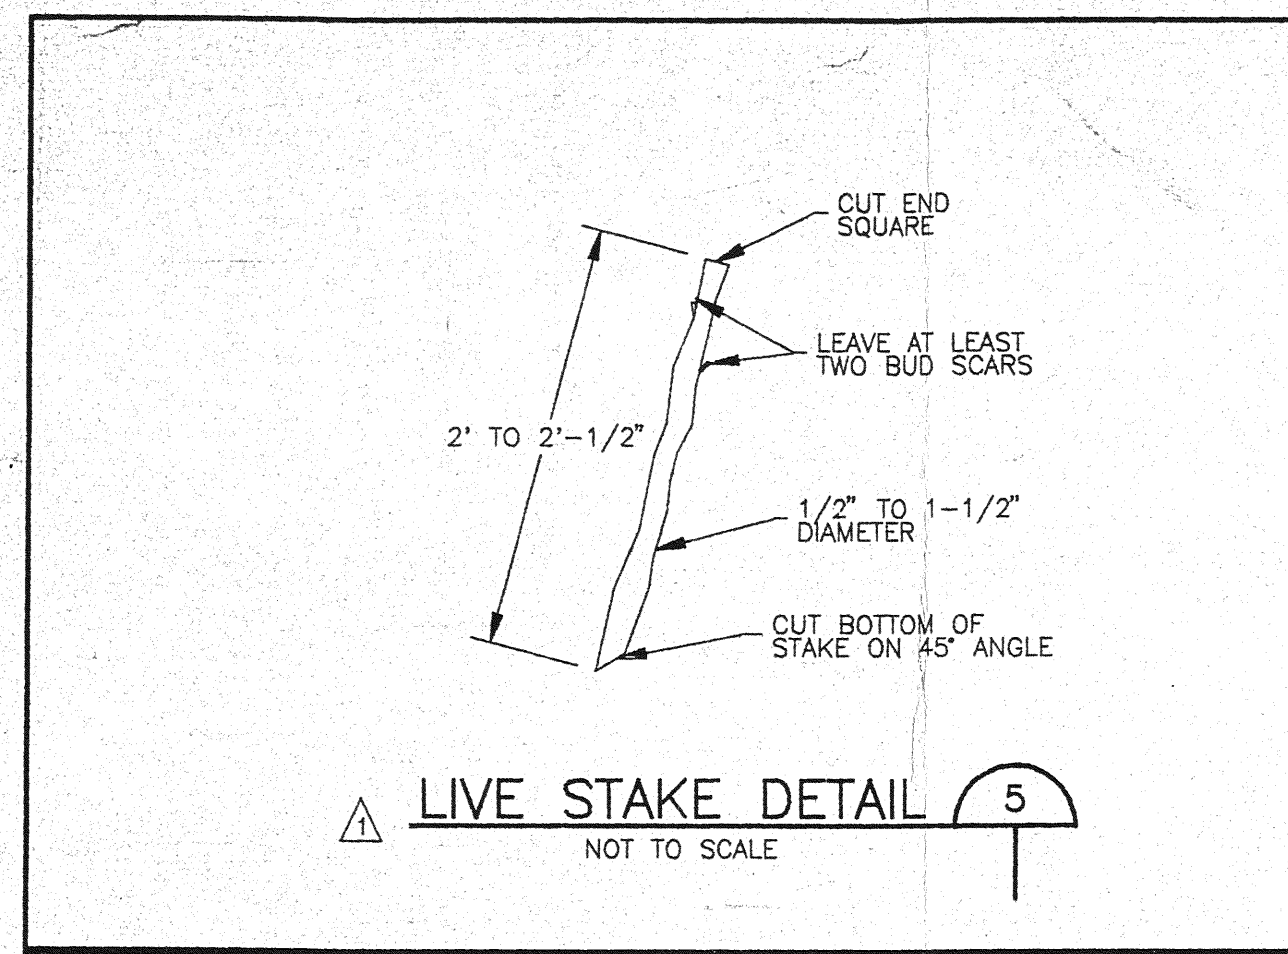 CUT END
SQUARE
LEAVE AT LEAST
TWO BUD SCARS
2' TO 2'-1/2"
1/2" TO 1-1/2"
DIAMETER
CUT BOTTOM OF
STAKE ON 45° ANGLE
1
LIVE STAKE DETAIL
5
NOT TO SCALE